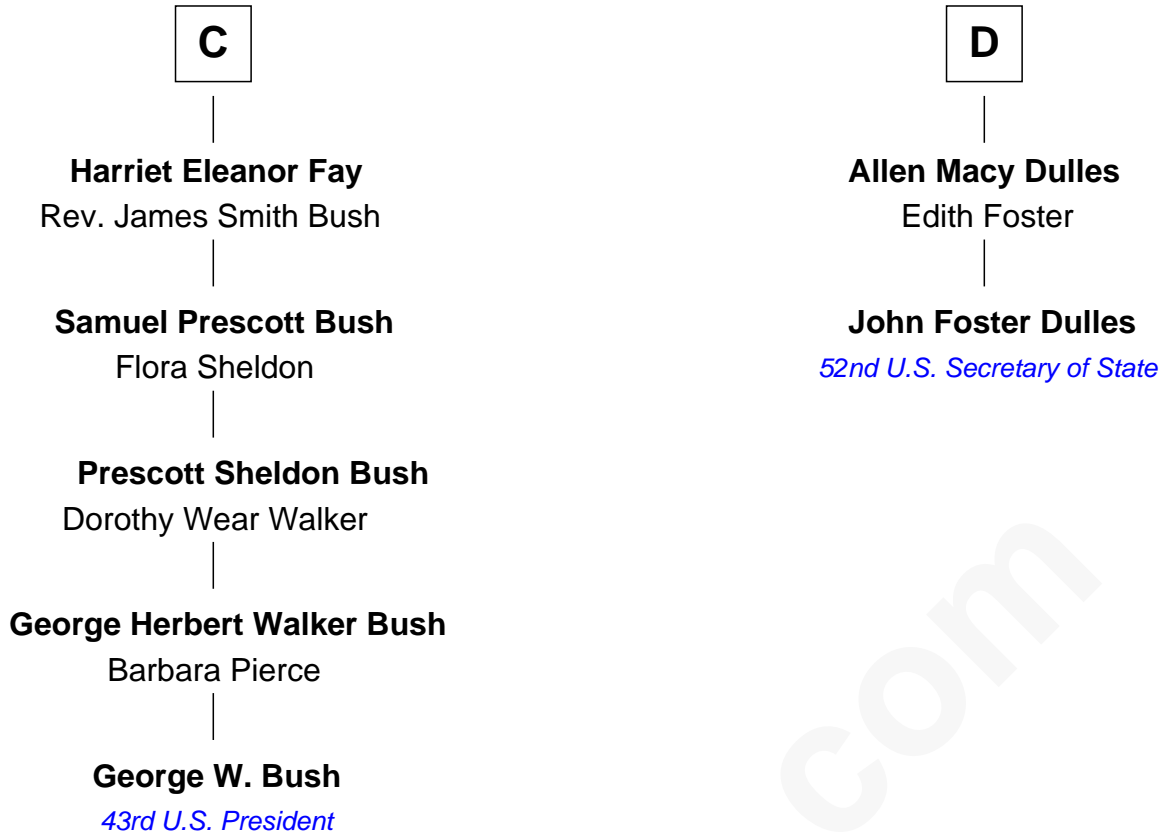 C
Harriet Eleanor Fay
Rev. James Smith Bush
Samuel Prescott Bush
Flora Sheldon
Prescott Sheldon Bush
Dorothy Wear Walker
George Herbert Walker Bush
Barbara Pierce
George W. Bush
43rd U.S. President
D
Allen Macy Dulles
Edith Foster
John Foster Dulles
52nd U.S. Secretary of State
com